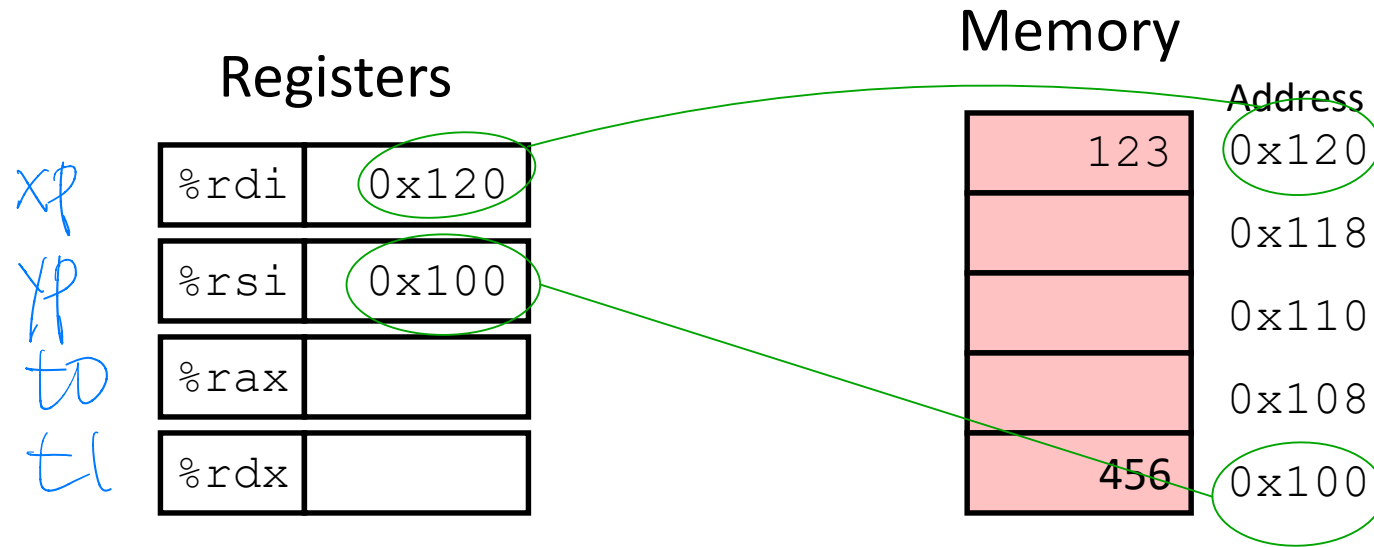 Memory
Registers
Address
xp %rdi 0x120
123 0x120
yp %rsi 0x100
0x118
0x110
t0 %rax
0x108
t1 %rdx
456 0x100